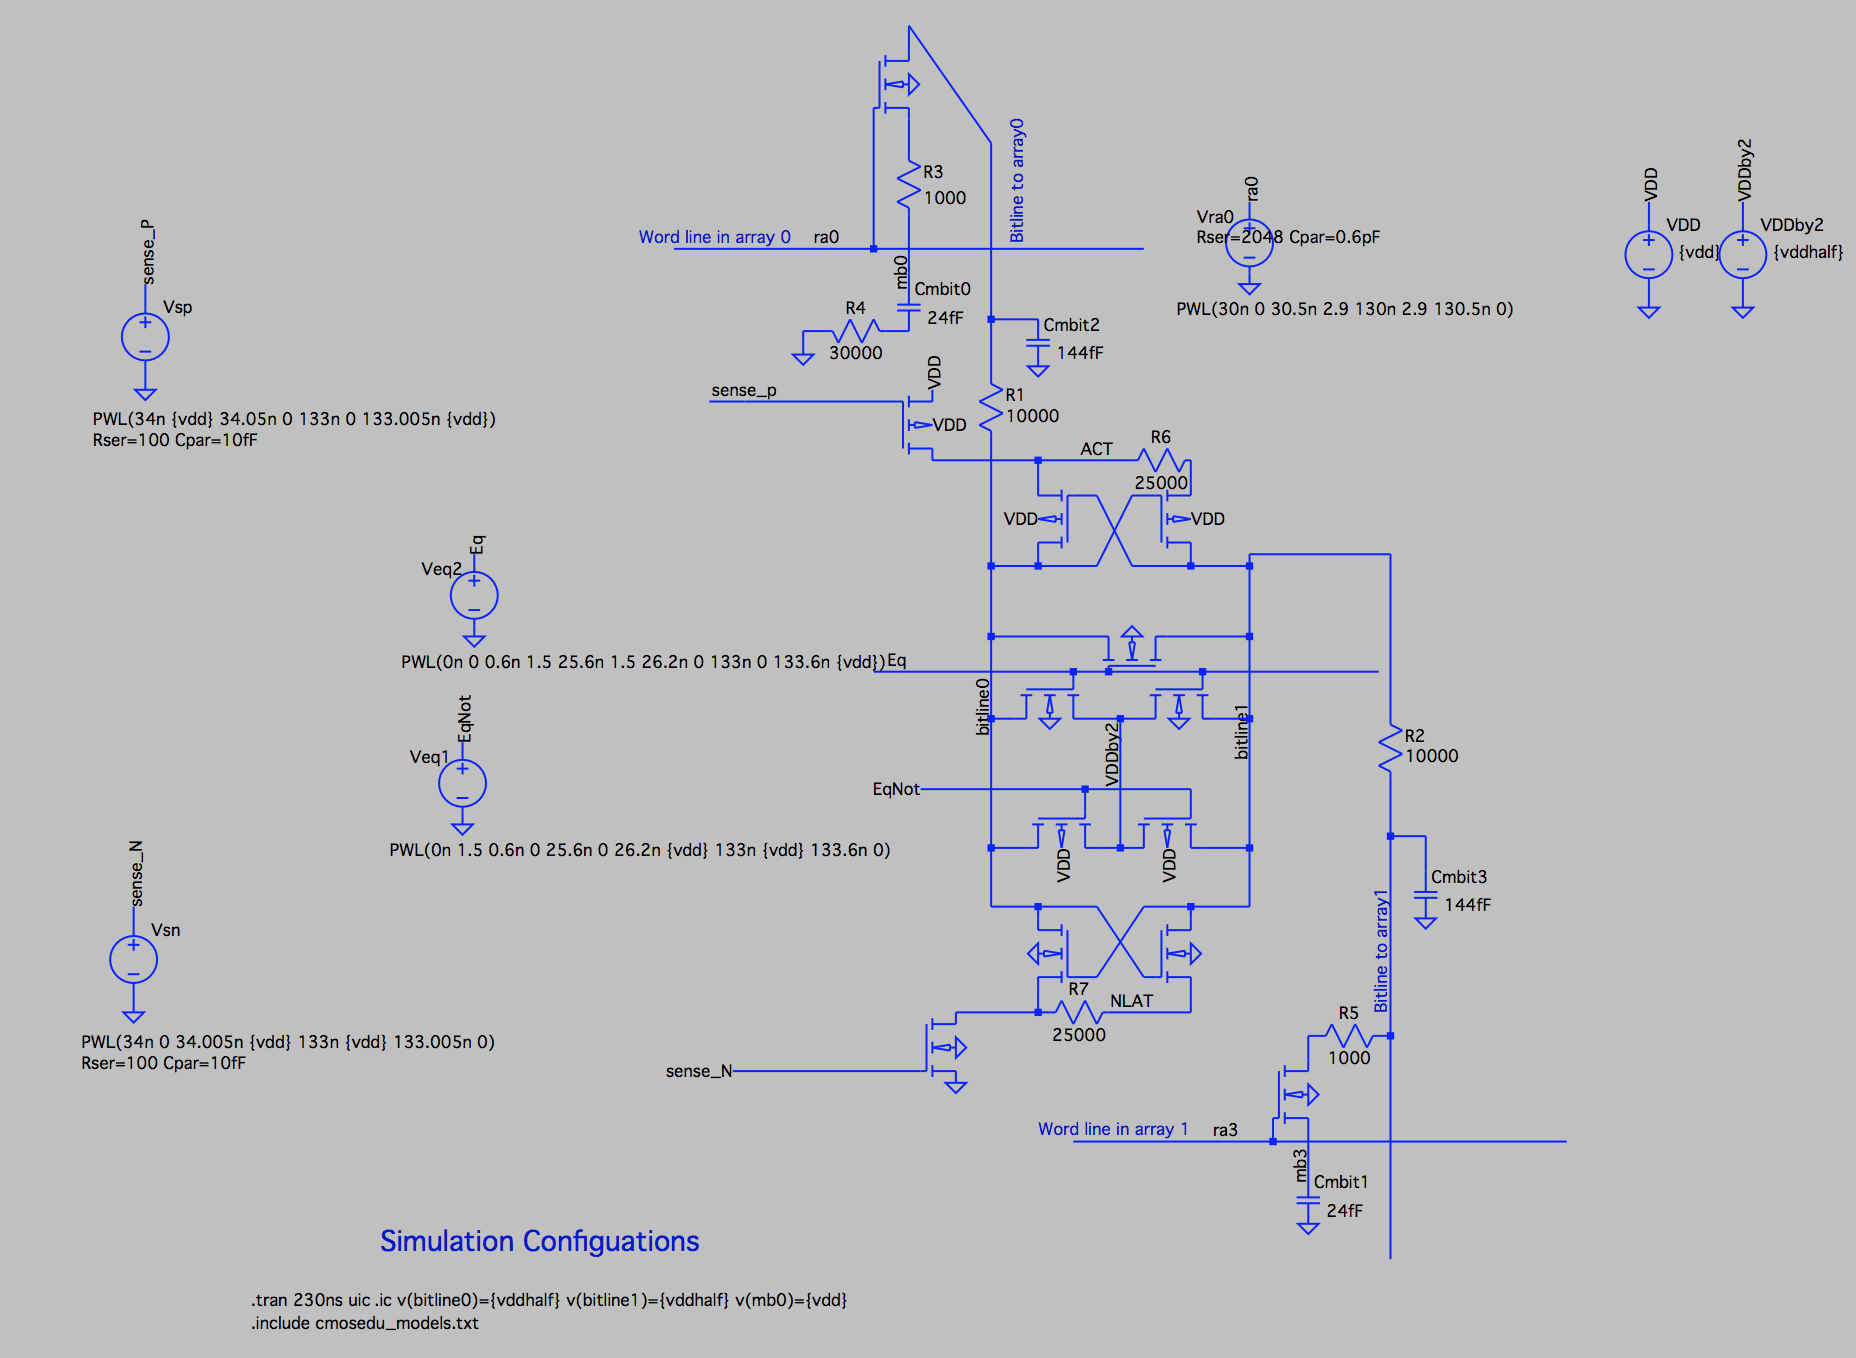 Bitline to array0
R3
1000
Word line in array 0
ra0
mb0
Cmbit0
24fF
R4
30000
Cmbit2
144fF
ra0
Vra0
Rser=2048 Cpar=0.6pF
PWL(30n 0 30.5n 2.9 130n 2.9 130.5n 0)
VDD
VDD
{vdd}
VDDby2
VDDby2
{vddhalf}
sense_P
Vsp
PWL(34n {vdd} 34.05n 0 133n 0 133.005n {vdd})
Rser=100 Cpar=10fF
sense_p
VDD
VDD
R1
10000
ACT
R6
25000
VDD
VDD
Eq
Veq2
PWL(0n 0 0.6n 1.5 25.6n 1.5 26.2n 0 133n 0 133.6n {vdd})
Eq
bitline0
VDDby2
bitline1
R2
10000
EqNot
Veq1
PWL(0n 1.5 0.6n 0 25.6n 0 26.2n {vdd} 133n {vdd} 133.6n 0)
EqNot
VDD
VDD
Cmbit3
144fF
Bitline to array1
sense_N
Vsn
PWL(34n 0 34.005n {vdd} 133n {vdd} 133.005n 0)
Rser=100 Cpar=10fF
R7
25000
NLAT
sense_N
R5
1000
Word line in array 1
ra3
mb3
Cmbit1
24fF
Simulation Configuations
.tran 230ns uic .ic v(bitline0)={vddhalf} v(bitline1)={vddhalf} v(mb0)={vdd}
.include cmosedu_models.txt